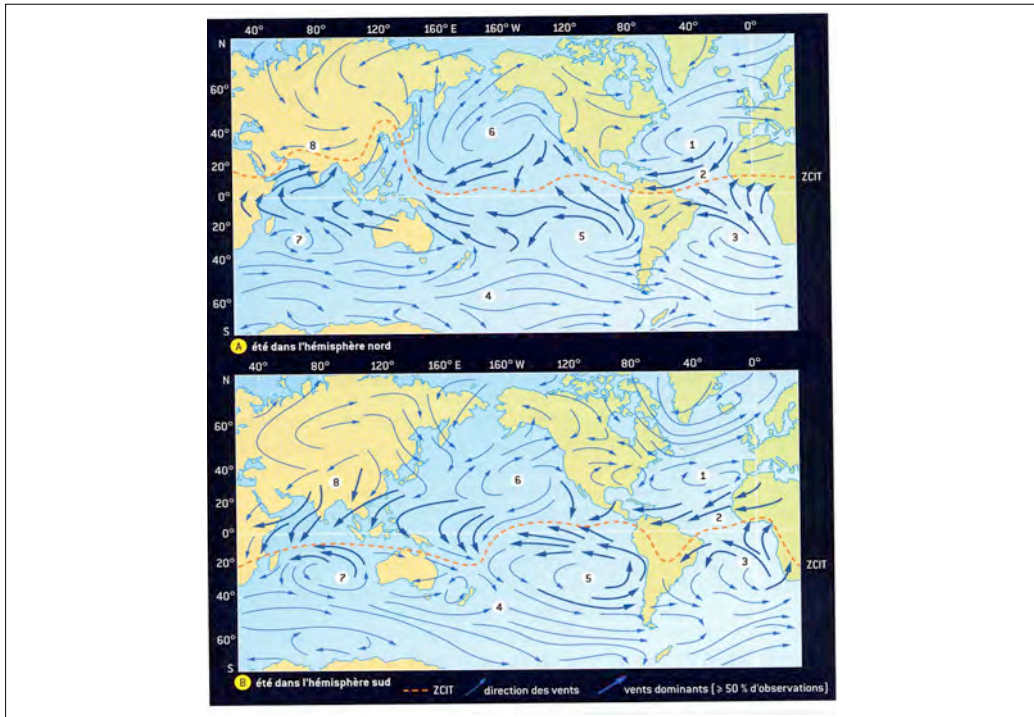 40° 80° 120° 160° E 160° W 120° 80° 40° 0°
N
60°
40°
20°
0°
20°
40°
60°
S
6
1
8
2
ZCIT
5
3
7
4
A été dans l'hémisphère nord
40° 80° 120° 160° E 160° W 120° 80° 40° 0°
N
60°
40°
20°
0°
20°
40°
60°
S
8
6
1
2
3
ZCIT
7
5
4
B été dans l'hémisphère sud
ZCIT direction des vents vents dominants (⩾ 50 % d'observations)